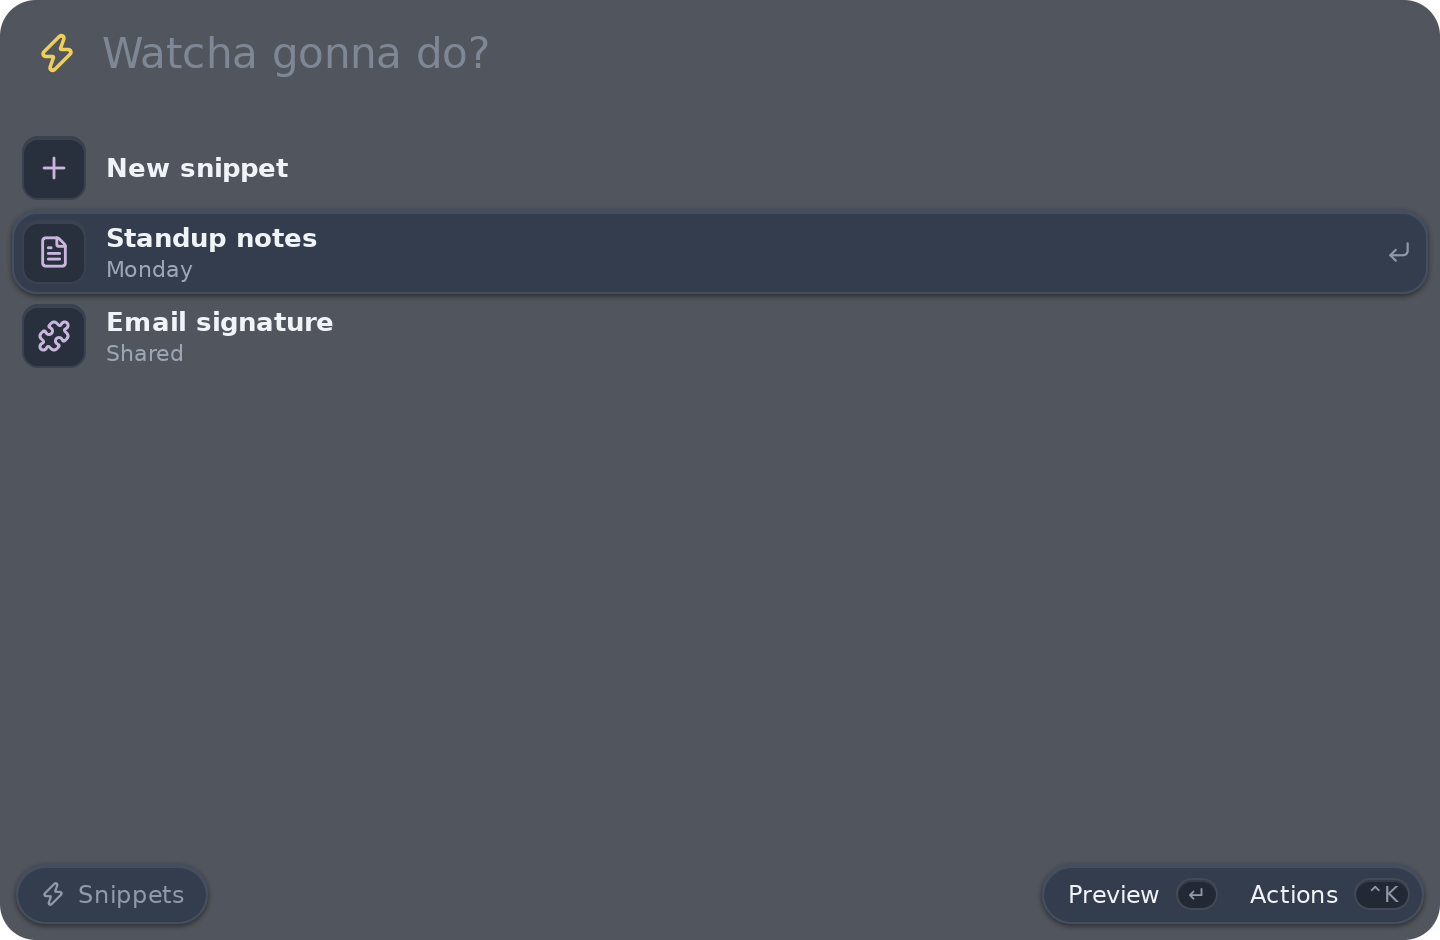 Watcha gonna do?
New snippet
Standup notes
Monday
Email signature
Shared
Snippets
Preview ↵ Actions ^K